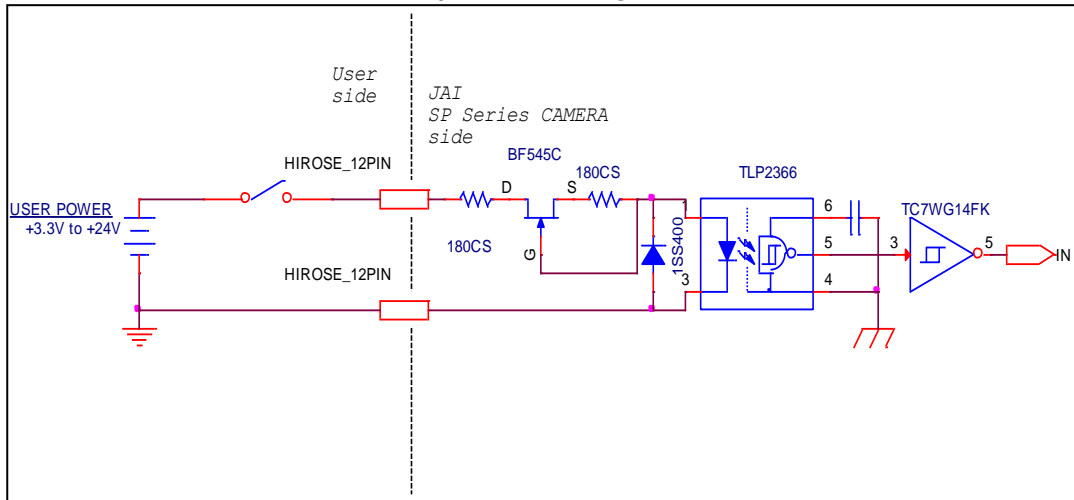 User
side
JAI
SP Series CAMERA
side
HIROSE_12PIN
BF545C
D
S
180CS
TLP2366
USER POWER
+3.3V to +24V
180CS
G
1SS400
6
5
4
3
TC7WG14FK
3
5
IN
HIROSE_12PIN